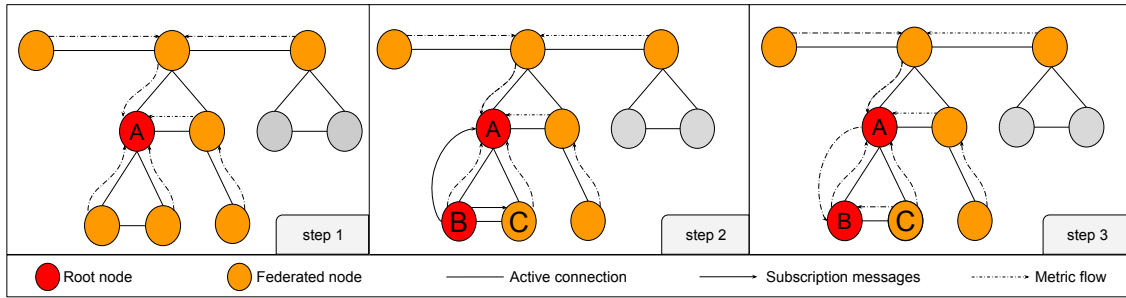 A
step 1
A
B C
step 2
A
B C
step 3
Root node Federated node Active connection Subscription messages Metric flow